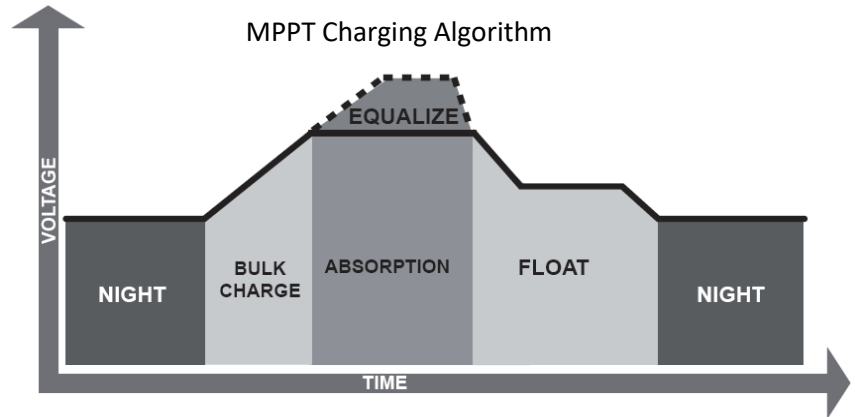 MPPT Charging Algorithm
EQUALIZE
VOLTAGE
NIGHT
BULK
CHARGE
ABSORPTION
FLOAT
NIGHT
TIME